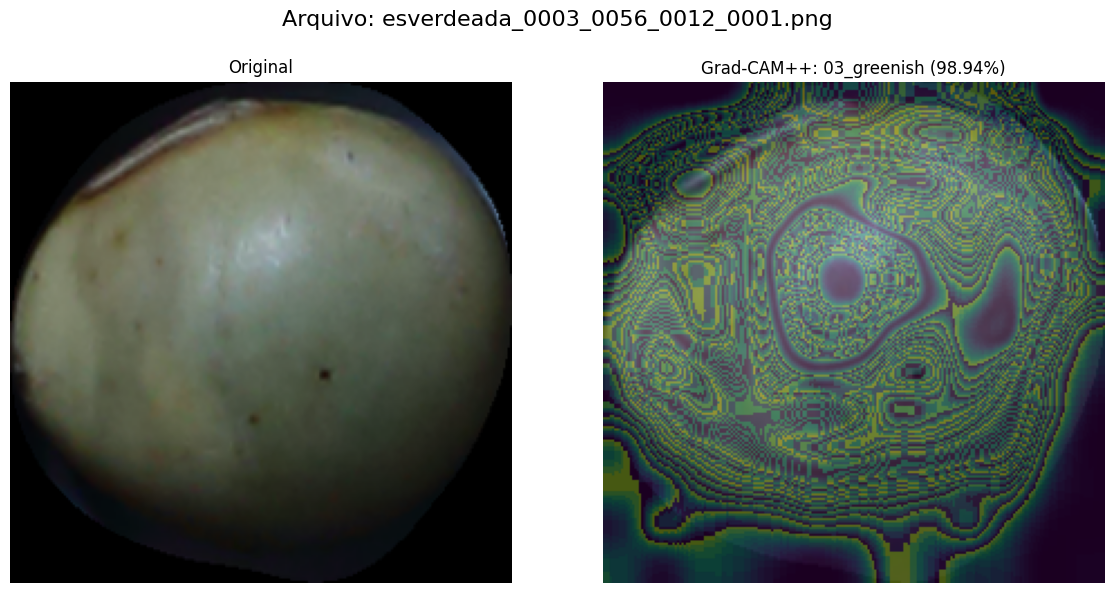 Arquivo: esverdeada_0003_0056_0012_0001.png
Original
Grad-CAM++: 03_greenish (98.94%)